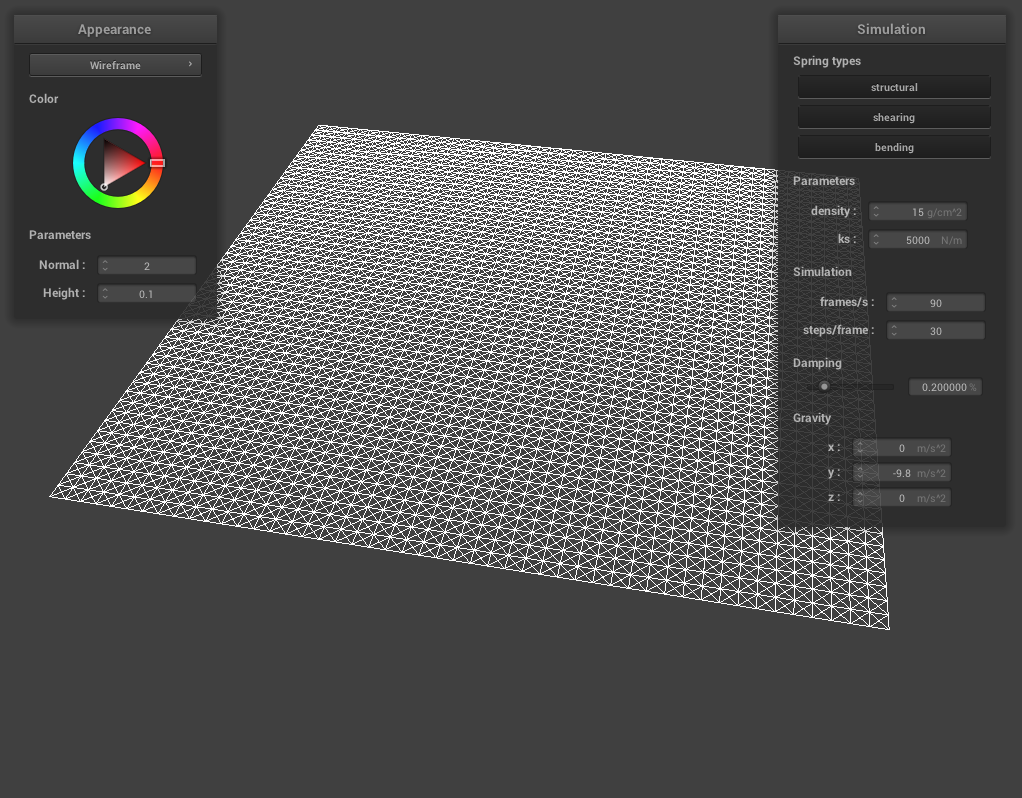 Appearance
Wireframe
Color
Parameters
Normal : 2
Height : 0.1
Simulation
Spring types
structural
shearing
bending
Parameters
density : 15 g/cm^2
ks : 5000 N/m
Simulation
frames/s : 90
steps/frame : 30
Damping
0.200000 %
Gravity
x : 0 m/s^2
y : -9.8 m/s^2
z : 0 m/s^2